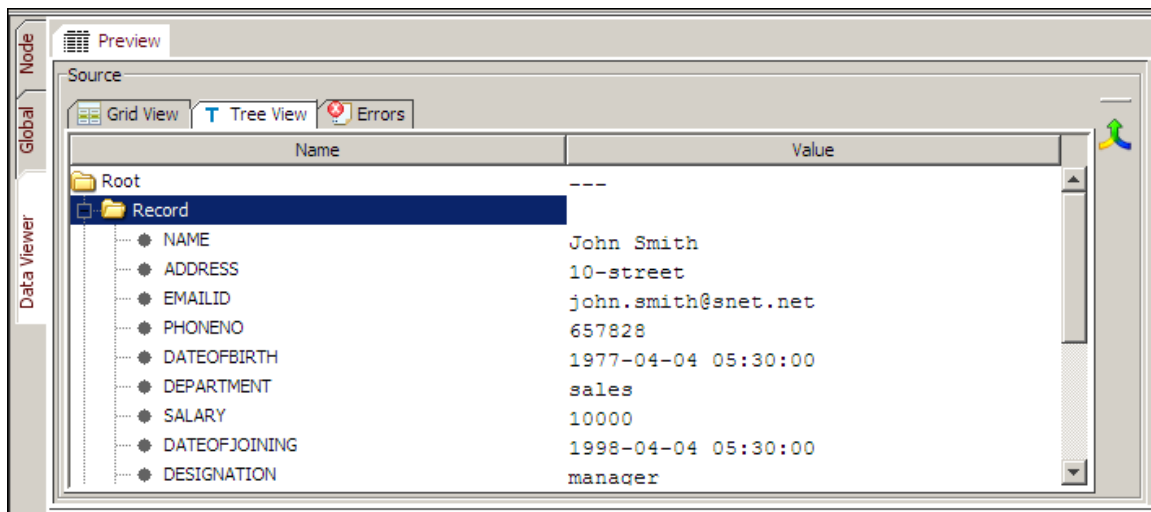 Node
Global
Data Viewer
Preview
Source
Grid View Tree View Errors
Name Value
Root ---
Record
NAME John Smith
ADDRESS 10-street
EMAILID john.smith@snet.net
PHONENO 657828
DATEOFBIRTH 1977-04-04 05:30:00
DEPARTMENT sales
SALARY 10000
DATEOFJOINING 1998-04-04 05:30:00
DESIGNATION manager